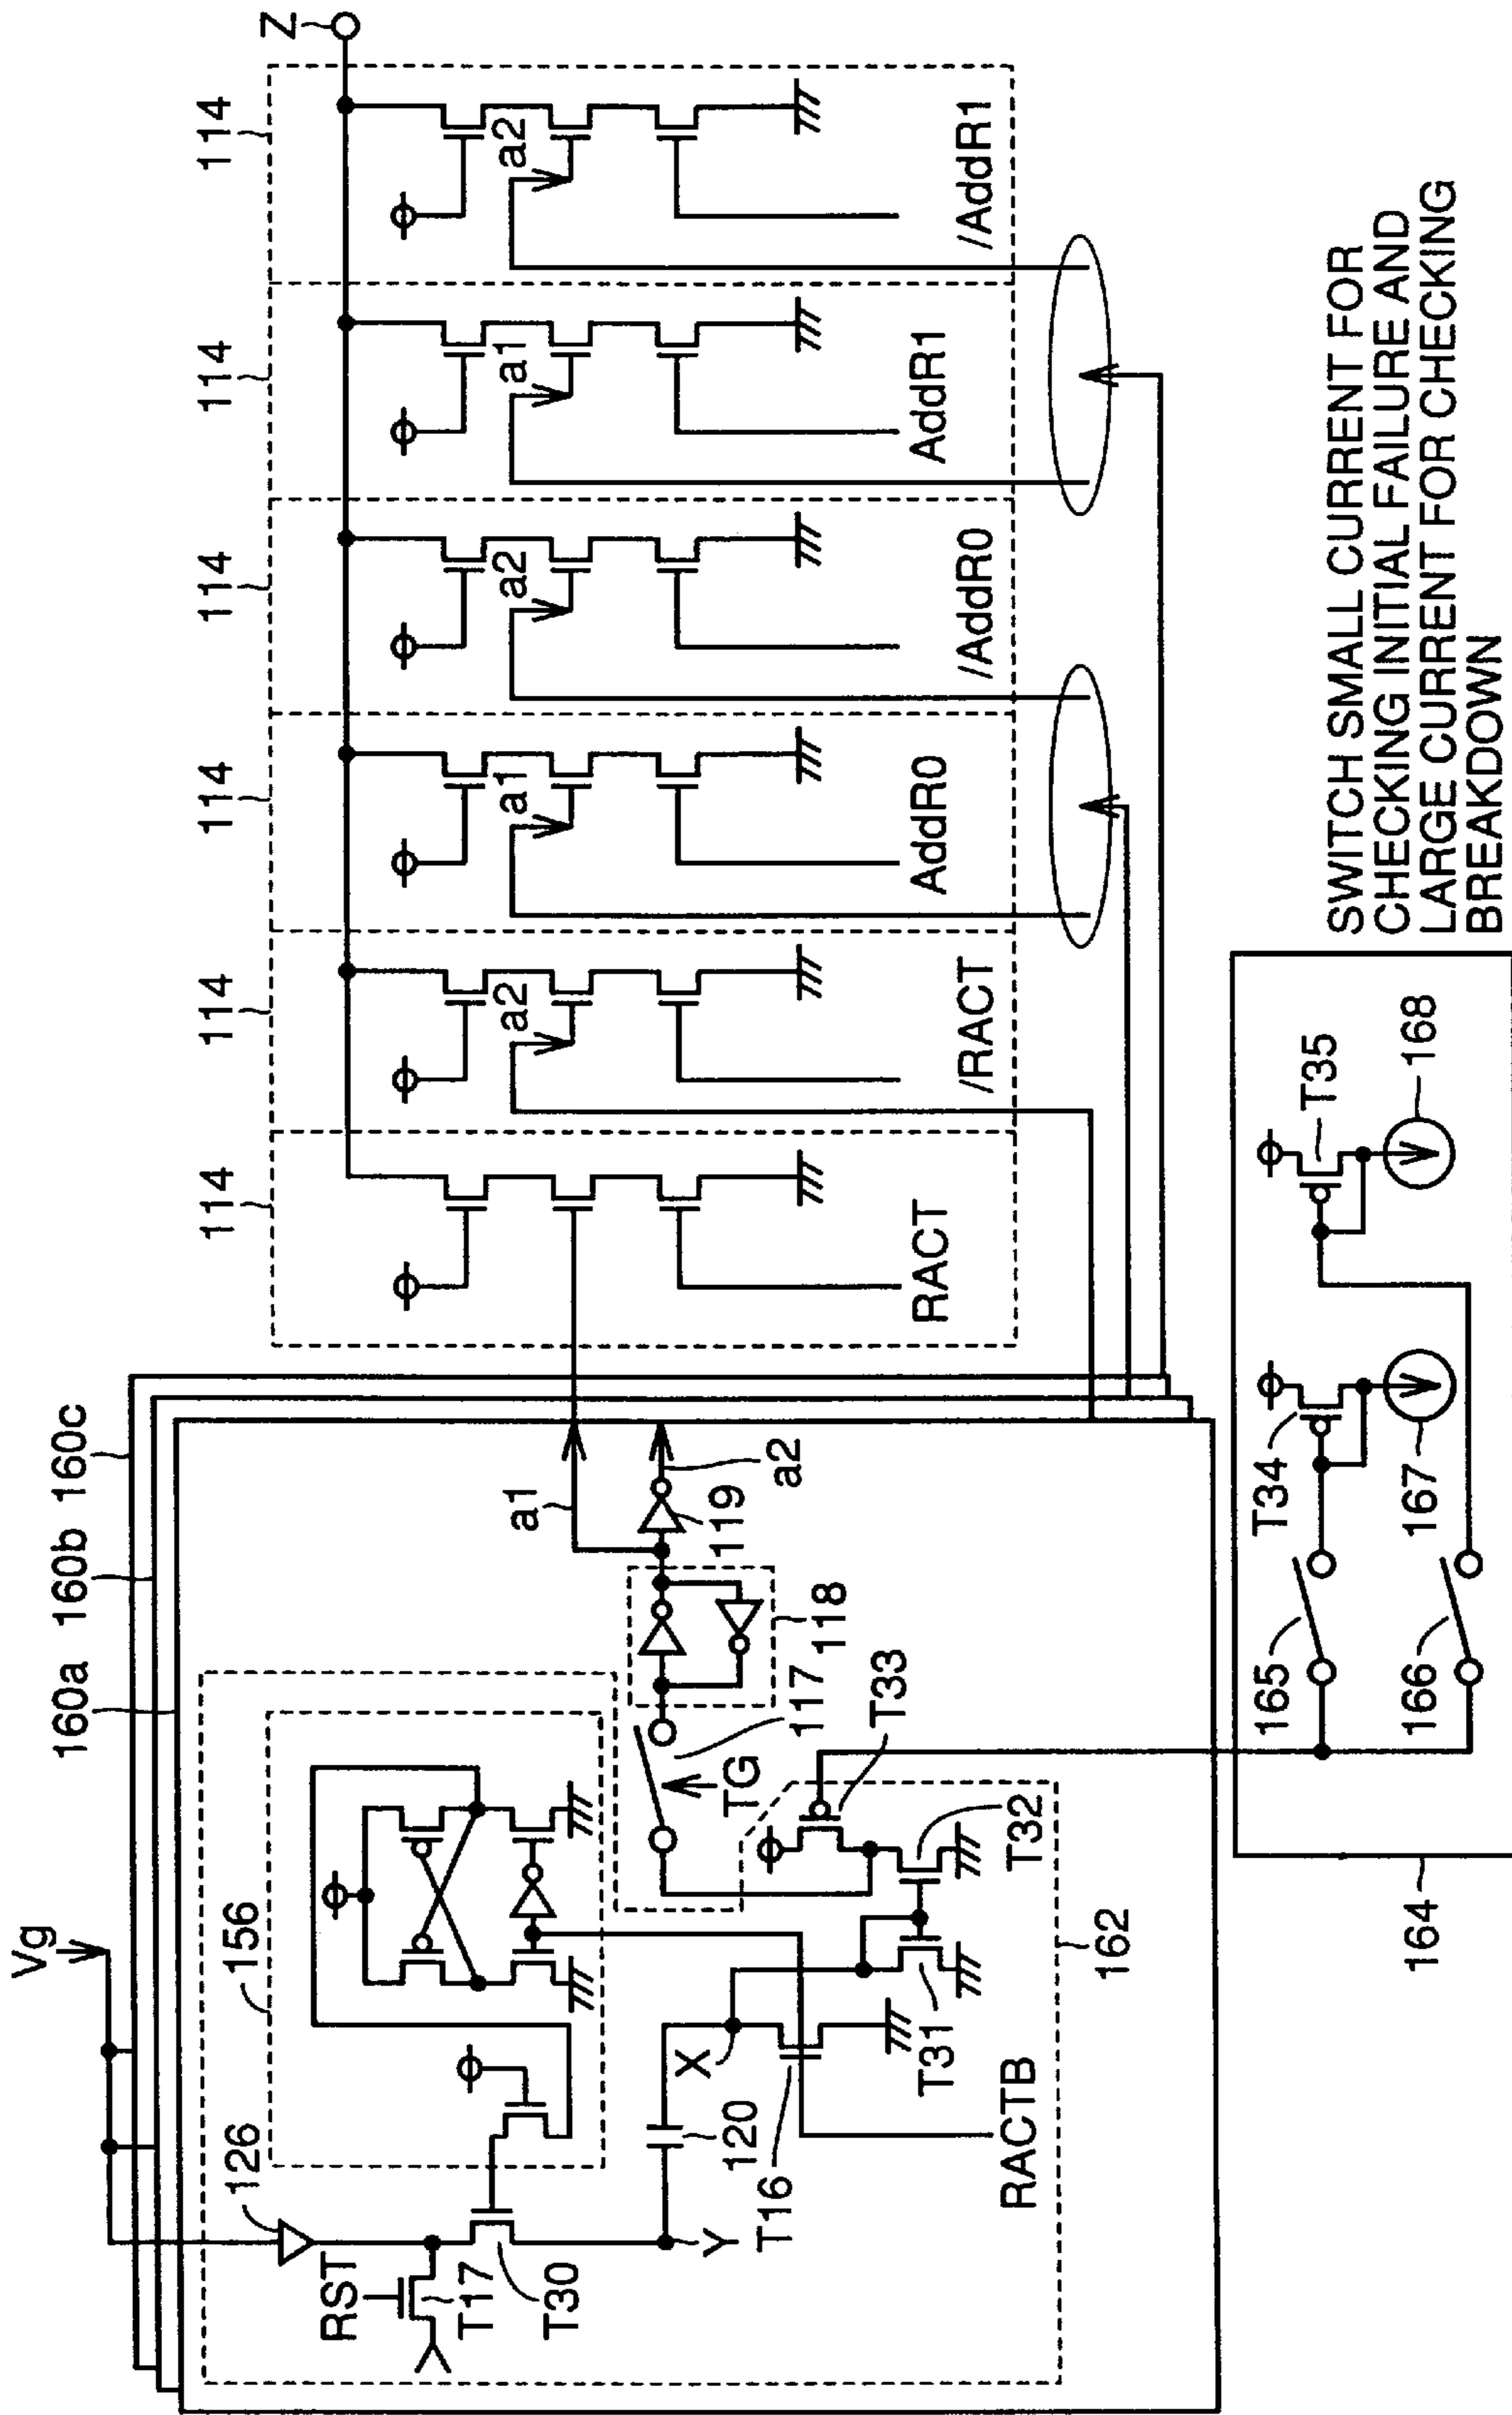 Vg
160a
160b
160c
156
126
RST
T17
T30
Y
120
X
T16
T31
T32
T33
RACTB
162
TG
117
118
119
a1
a2
114
114
114
114
114
114
Z
a2
a1
a2
a1
a2
RACT
/RACT
AddR0
/AddR0
AddR1
/AddR1
164
165
166
T34
167
T35
168
SWITCH SMALL CURRENT FOR
CHECKING INITIAL FAILURE AND
LARGE CURRENT FOR CHECKING
BREAKDOWN